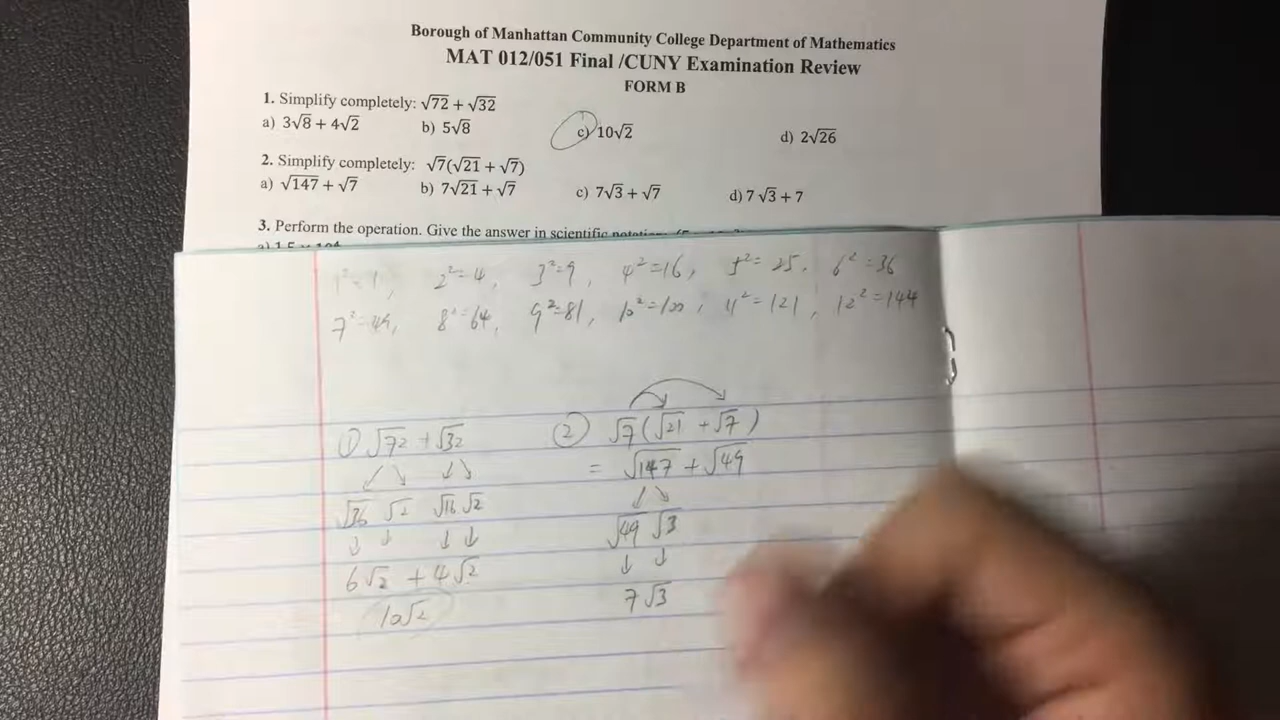 Borough of Manhattan Community College Department of Mathematics
MAT 012/051 Final /CUNY Examination Review
FORM B
1. Simplify completely: √72 + √32
a) 3√8 + 4√2 b) 5√8 c) 10√2 d) 2√26
2. Simplify completely: √7(√21 + √7)
a) √147 + √7 b) 7√21 + √7 c) 7√3 + √7 d) 7√3 + 7
3. Perform the operation. Give the answer in scientific
1²=1, 2²=4, 3²=9, 4²=16, 5²=25, 6²=36
7²=49, 8²=64, 9²=81, 10²=100, 11²=121, 12²=144
① √72 + √32
√36 √2 √16 √2
↓ ↓ ↓ ↓
6√2 + 4√2
10√2
② √7(√21 + √7)
= √147 + √49
√49 √3
↓ ↓
7√3